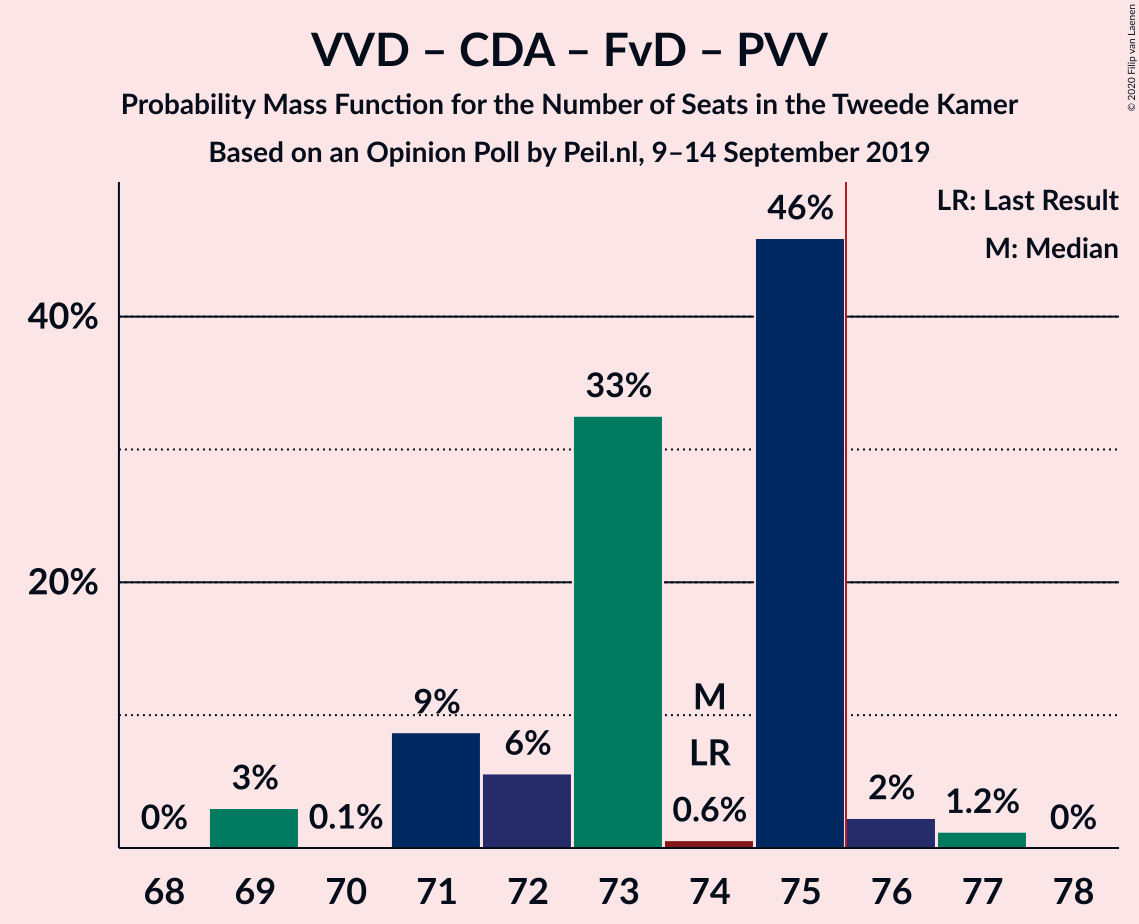 VVD – CDA – FvD – PVV
Probability Mass Function for the Number of Seats in the Tweede Kamer
Based on an Opinion Poll by Peil.nl, 9–14 September 2019
© 2020 Filip van Laenen
LR: Last Result
M: Median
40%
20%
0%
3%
0.1%
9%
6%
33%
M
LR
0.6%
46%
2%
1.2%
0%
68 69 70 71 72 73 74 75 76 77 78